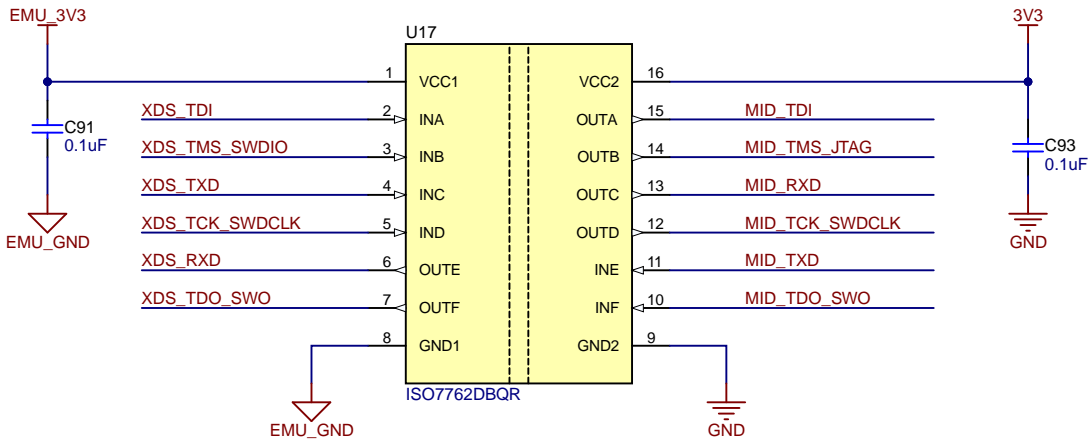 EMU_3V3
3V3
U17
1 VCC1 VCC2 16
XDS_TDI 2 INA OUTA 15 MID_TDI
C91
0.1uF
XDS_TMS_SWDIO 3 INB OUTB 14 MID_TMS_JTAG
C93
0.1uF
XDS_TXD 4 INC OUTC 13 MID_RXD
XDS_TCK_SWDCLK 5 IND OUTD 12 MID_TCK_SWDCLK
EMU_GND
GND
XDS_RXD 6 OUTE INE 11 MID_TXD
XDS_TDO_SWO 7 OUTF INF 10 MID_TDO_SWO
8 GND1 GND2 9
ISO7762DBQR
EMU_GND
GND